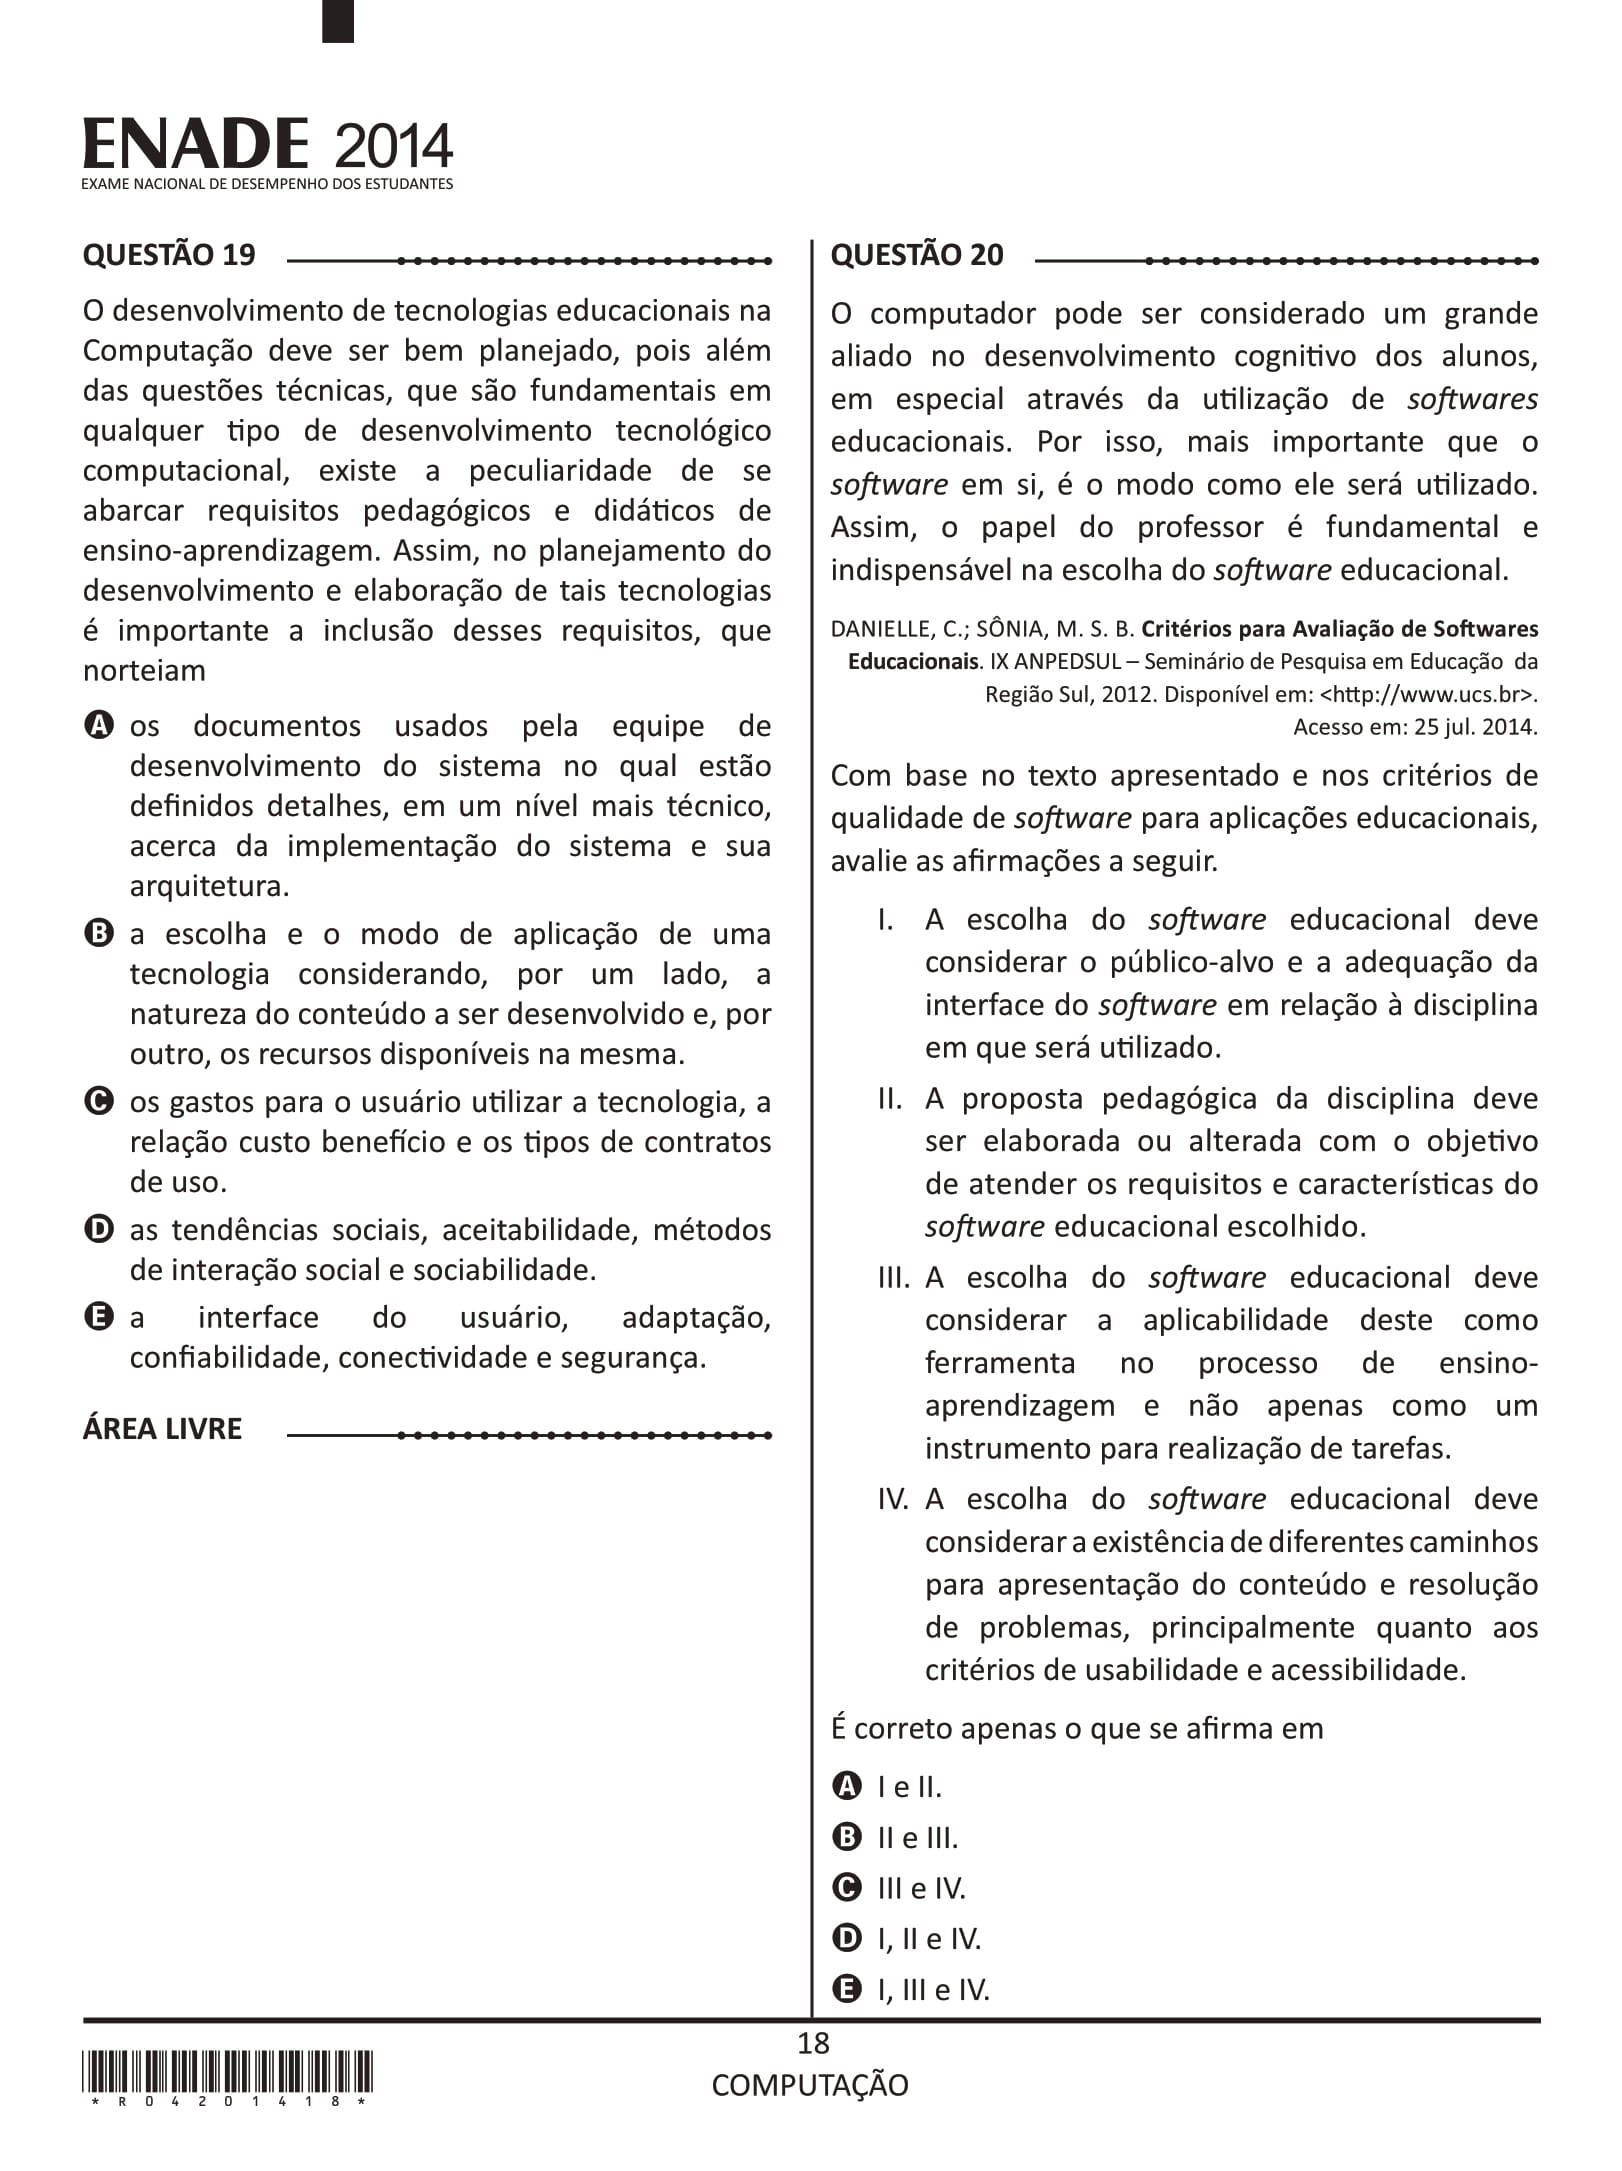 ENADE 2014
EXAME NACIONAL DE DESEMPENHO DOS ESTUDANTES
QUESTÃO 19
O desenvolvimento de tecnologias educacionais na
Computação deve ser bem planejado, pois além
das questões técnicas, que são fundamentais em
qualquer tipo de desenvolvimento tecnológico
computacional, existe a peculiaridade de se
abarcar requisitos pedagógicos e didáticos de
ensino-aprendizagem. Assim, no planejamento do
desenvolvimento e elaboração de tais tecnologias
é importante a inclusão desses requisitos, que
norteiam
A os documentos usados pela equipe de
desenvolvimento do sistema no qual estão
definidos detalhes, em um nível mais técnico,
acerca da implementação do sistema e sua
arquitetura.
B a escolha e o modo de aplicação de uma
tecnologia considerando, por um lado, a
natureza do conteúdo a ser desenvolvido e, por
outro, os recursos disponíveis na mesma.
C os gastos para o usuário utilizar a tecnologia, a
relação custo benefício e os tipos de contratos
de uso.
D as tendências sociais, aceitabilidade, métodos
de interação social e sociabilidade.
E a interface do usuário, adaptação,
confiabilidade, conectividade e segurança.
ÁREA LIVRE
QUESTÃO 20
O computador pode ser considerado um grande
aliado no desenvolvimento cognitivo dos alunos,
em especial através da utilização de softwares
educacionais. Por isso, mais importante que o
software em si, é o modo como ele será utilizado.
Assim, o papel do professor é fundamental e
indispensável na escolha do software educacional.
DANIELLE, C.; SÔNIA, M. S. B. Critérios para Avaliação de Softwares
Educacionais. IX ANPEDSUL – Seminário de Pesquisa em Educação da
Região Sul, 2012. Disponível em: <http://www.ucs.br>.
Acesso em: 25 jul. 2014.
Com base no texto apresentado e nos critérios de
qualidade de software para aplicações educacionais,
avalie as afirmações a seguir.
I. A escolha do software educacional deve
considerar o público-alvo e a adequação da
interface do software em relação à disciplina
em que será utilizado.
II. A proposta pedagógica da disciplina deve
ser elaborada ou alterada com o objetivo
de atender os requisitos e características do
software educacional escolhido.
III. A escolha do software educacional deve
considerar a aplicabilidade deste como
ferramenta no processo de ensino-
aprendizagem e não apenas como um
instrumento para realização de tarefas.
IV. A escolha do software educacional deve
considerar a existência de diferentes caminhos
para apresentação do conteúdo e resolução
de problemas, principalmente quanto aos
critérios de usabilidade e acessibilidade.
É correto apenas o que se afirma em
A I e II.
B II e III.
C III e IV.
D I, II e IV.
E I, III e IV.
18
COMPUTAÇÃO
* R 0 4 2 0 1 4 1 8 *